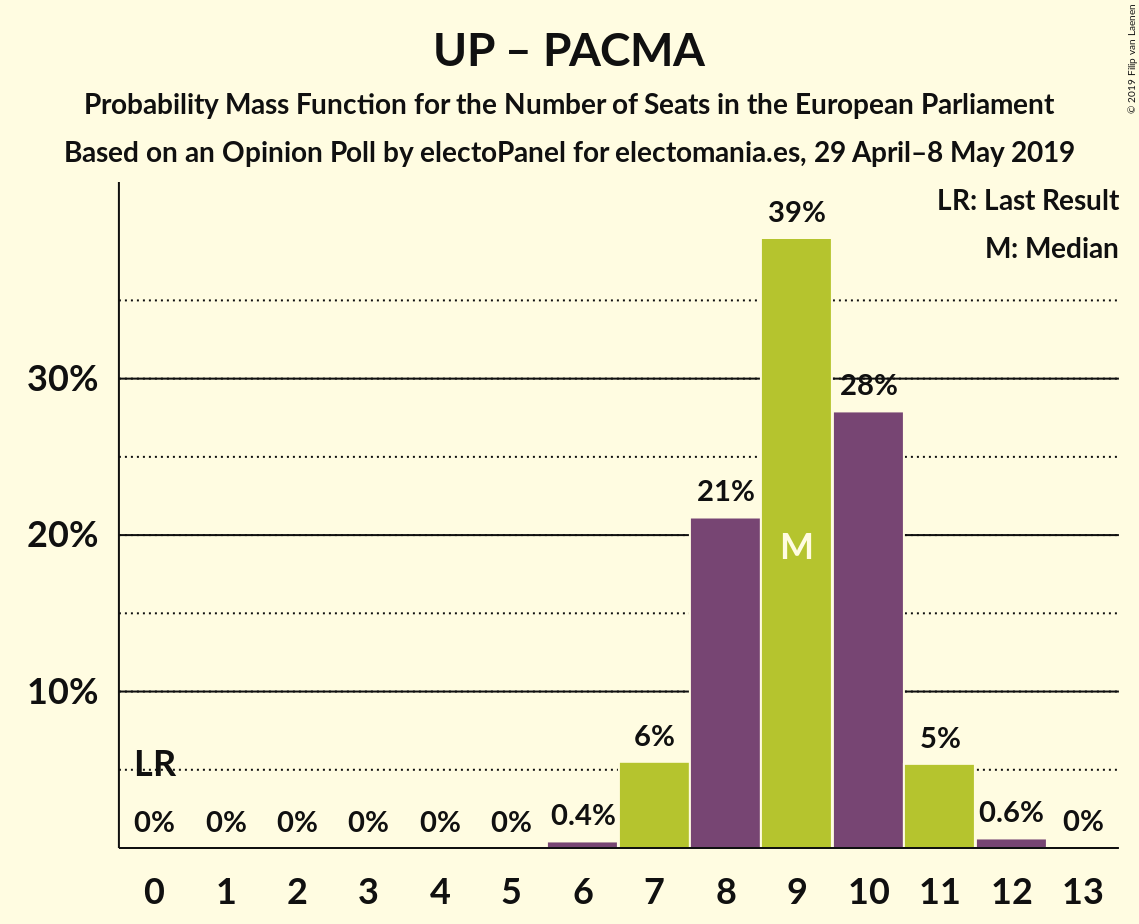 UP – PACMA
Probability Mass Function for the Number of Seats in the European Parliament
Based on an Opinion Poll by electoPanel for electomania.es, 29 April–8 May 2019
© 2019 Filip van Laenen
LR: Last Result
M: Median
39%
30%
28%
21%
20%
M
10%
6%
5%
LR
0% 0% 0% 0% 0% 0% 0.4% 0.6% 0%
0 1 2 3 4 5 6 7 8 9 10 11 12 13